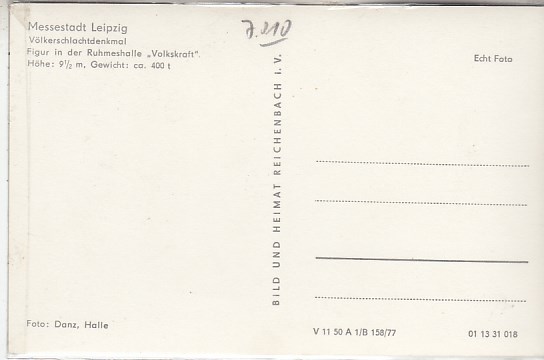 Messestadt Leipzig
Völkerschlachtdenkmal
Figur in der Ruhmeshalle „Volkskraft“.
Höhe: 9½ m, Gewicht: ca. 400 t
7.210
Echt Foto
BILD UND HEIMAT REICHENBACH i. V.
Foto: Danz, Halle
V 11 50 A 1/B 158/77
01 13 31 018